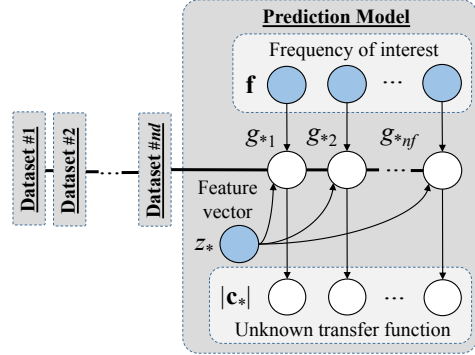 Prediction Model
Frequency of interest
f
...
g*1
g*2
g*nf
Dataset #1
Dataset #2
...
Dataset #nd
...
Feature
vector
z*
|c*|
...
Unknown transfer function